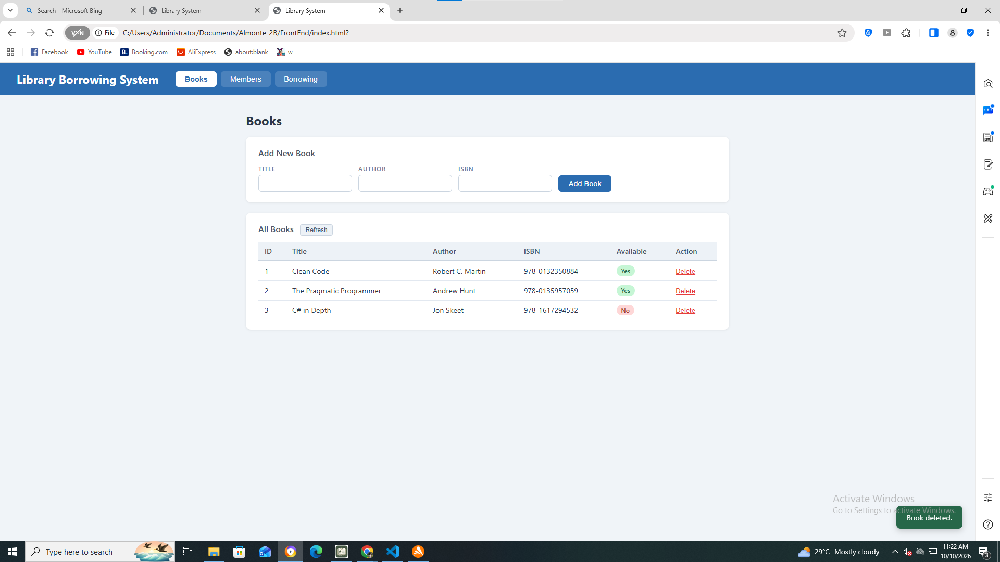 Search - Microsoft Bing
Library System
Library System
VPN
File
C:/Users/Administrator/Documents/Almonte_2B/FrontEnd/index.html?
Facebook
YouTube
B.
Booking.com
AliExpress
about:blank
w
Library Borrowing System
Books
Members
Borrowing
Books
Add New Book
TITLE
AUTHOR
ISBN
Add Book
All Books
Refresh
ID Title Author ISBN Available Action
1 Clean Code Robert C. Martin 978-0132350884 Yes Delete
2 The Pragmatic Programmer Andrew Hunt 978-0135957059 Yes Delete
3 C# in Depth Jon Skeet 978-1617294532 No Delete
Activate Windows
Go to Settings to activate Windows.
Book deleted.
Type here to search
29°C Mostly cloudy
11:22 AM
10/10/2026
3